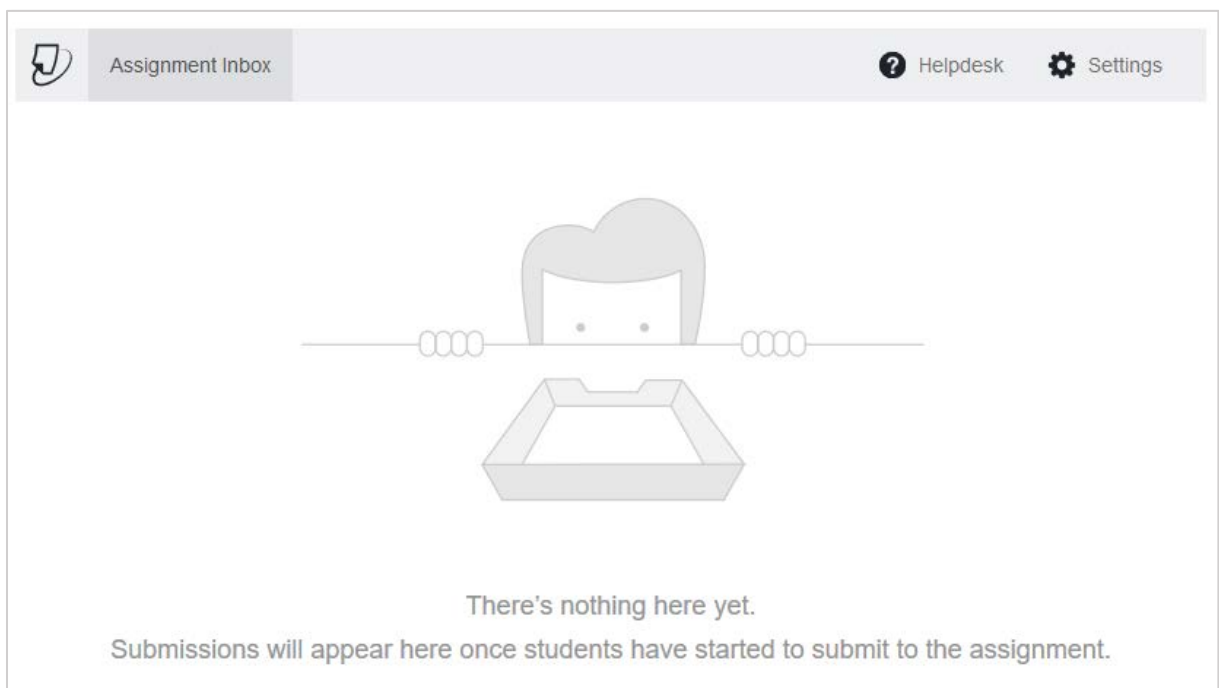 Assignment Inbox
Helpdesk
Settings
There's nothing here yet.
Submissions will appear here once students have started to submit to the assignment.